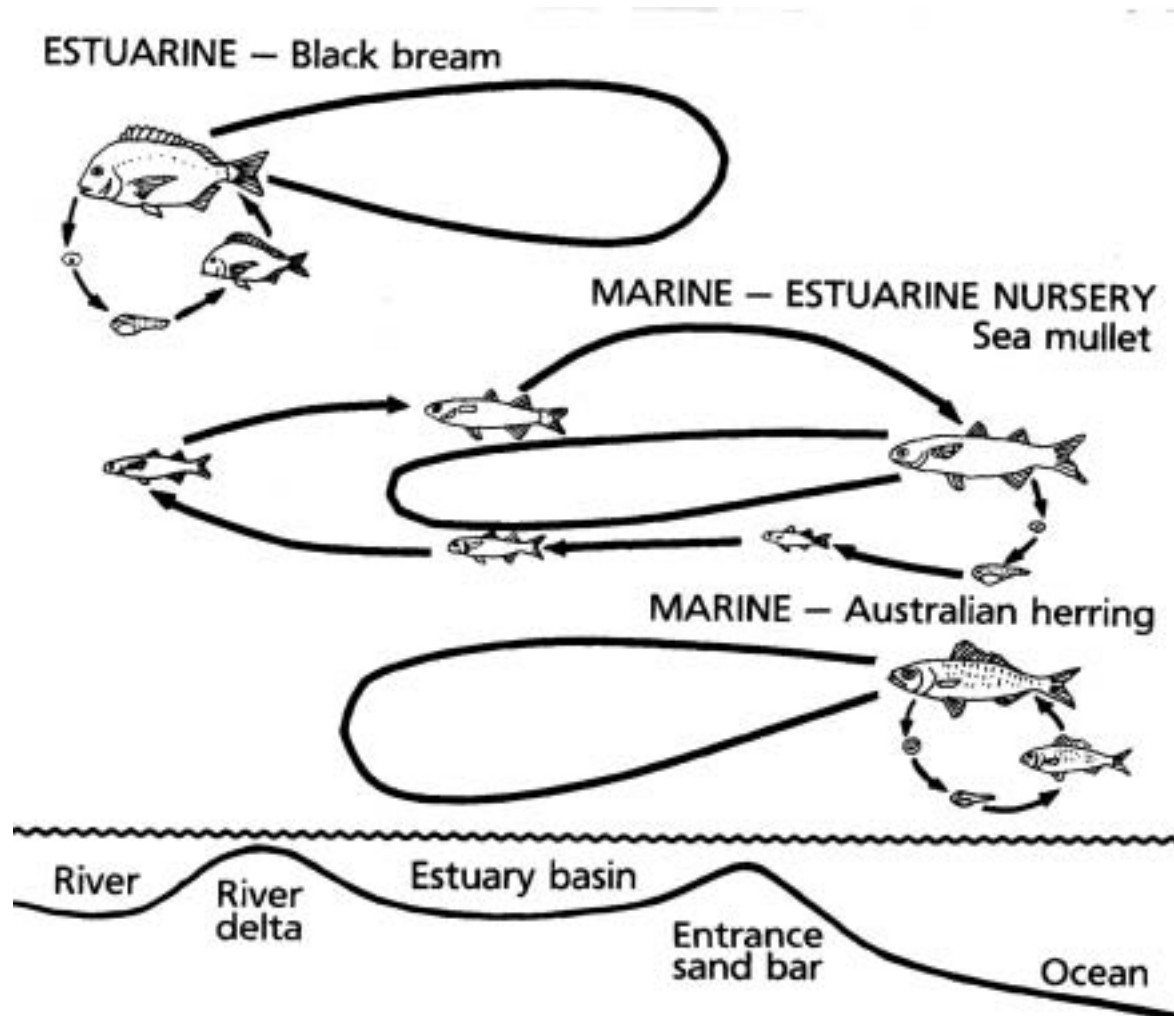 ESTUARINE — Black bream
MARINE — ESTUARINE NURSERY
Sea mullet
MARINE — Australian herring
River
River
delta
Estuary basin
Entrance
sand bar
Ocean